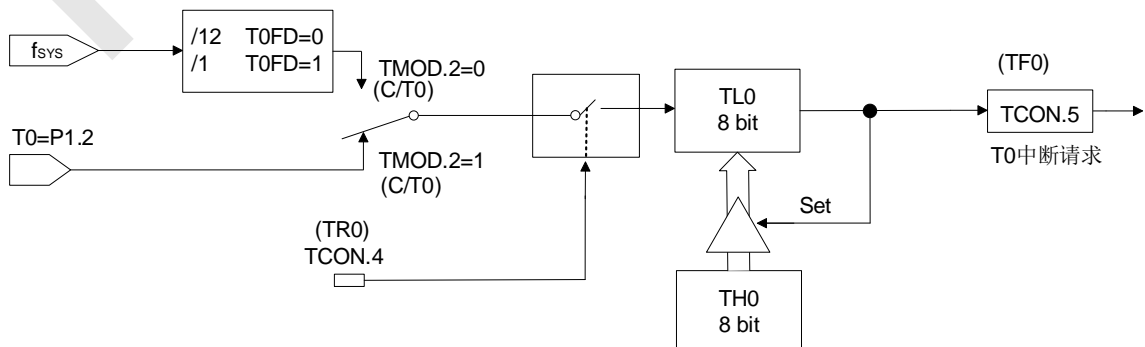 fSYS
/12 T0FD=0
/1 T0FD=1
TMOD.2=0
(C/T0)
T0=P1.2
TMOD.2=1
(C/T0)
(TR0)
TCON.4
TL0
8 bit
Set
TH0
8 bit
(TF0)
TCON.5
T0中断请求